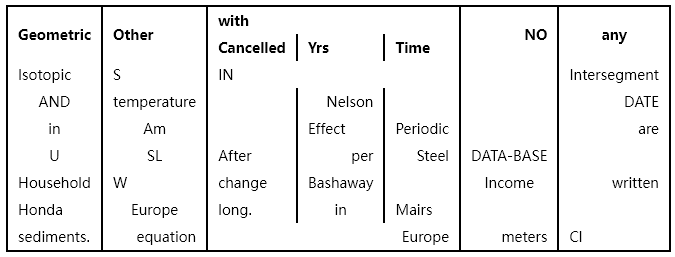 Geometric Other with NO any
Cancelled Yrs Time
Isotopic S IN Intersegment
AND temperature Nelson DATE
in Am Effect Periodic are
U SL After per Steel DATA-BASE
Household W change Bashaway Income written
Honda Europe long. in Mairs
sediments. equation Europe meters CI